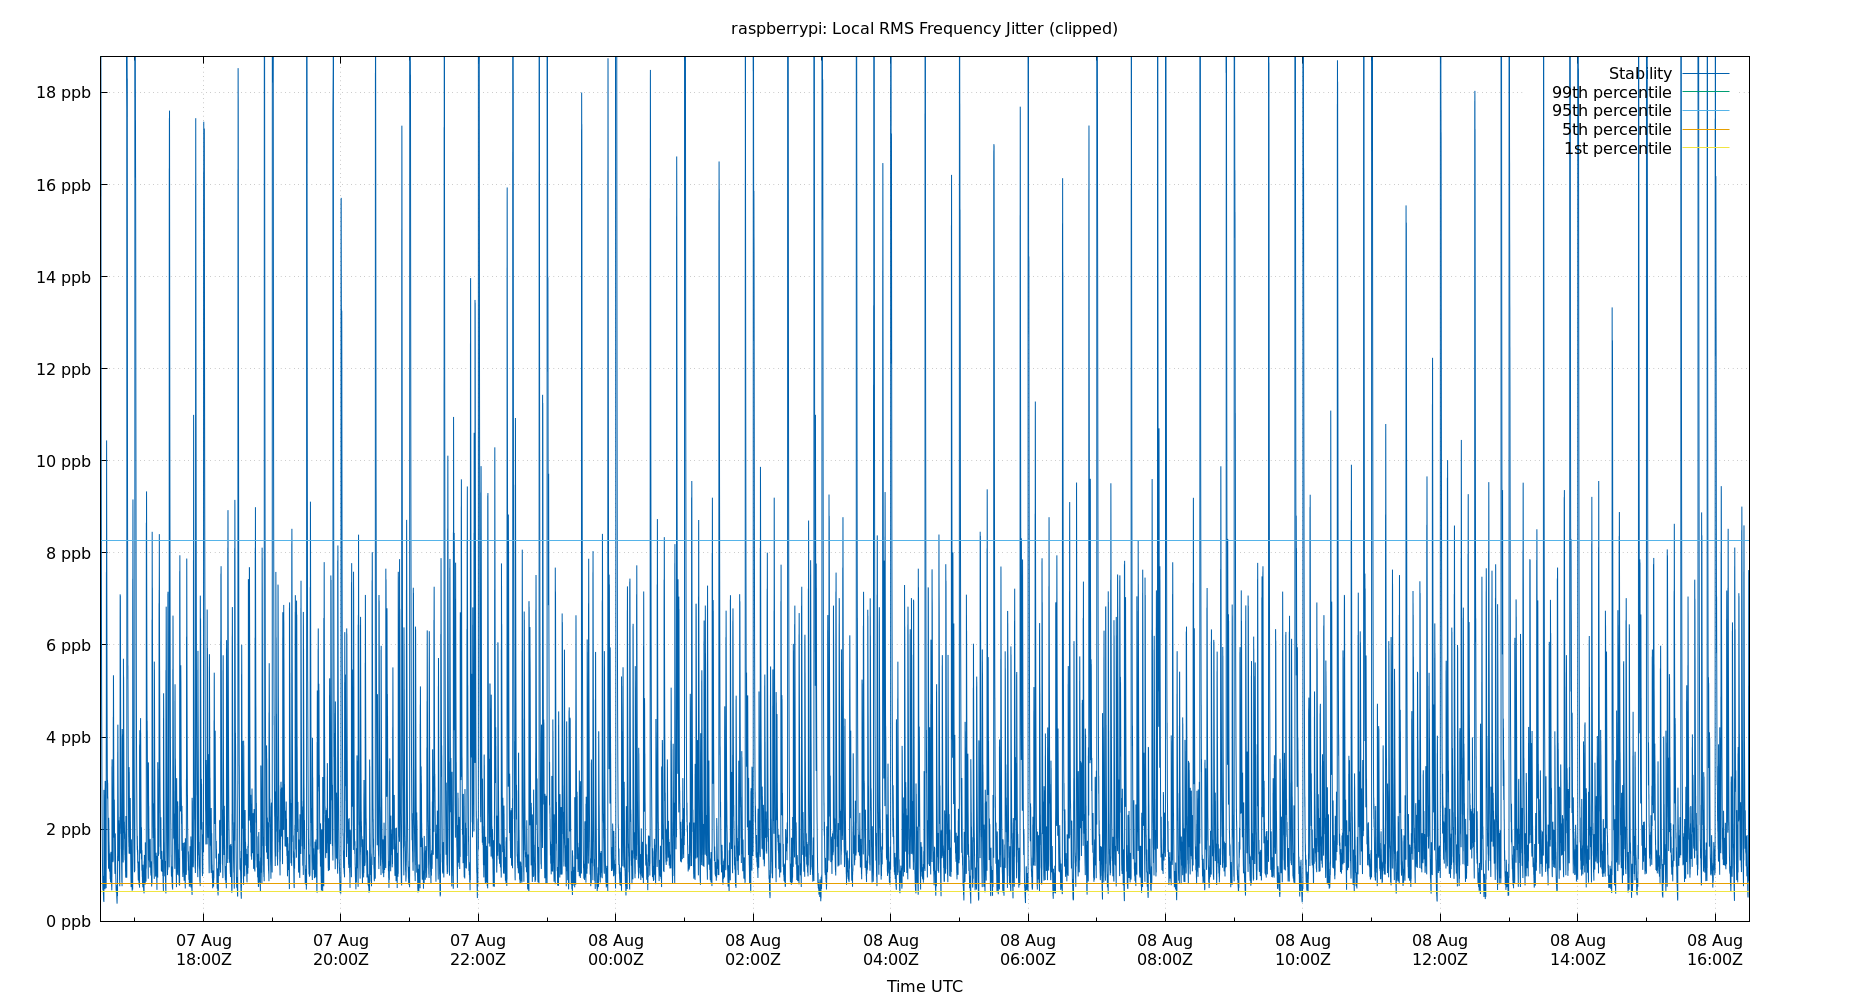 raspberrypi: Local RMS Frequency Jitter (clipped)
Stability
99th percentile
95th percentile
5th percentile
1st percentile
18 ppb
16 ppb
14 ppb
12 ppb
10 ppb
8 ppb
6 ppb
4 ppb
2 ppb
0 ppb
07 Aug 07 Aug 07 Aug 08 Aug 08 Aug 08 Aug 08 Aug 08 Aug 08 Aug 08 Aug 08 Aug 08 Aug
18:00Z 20:00Z 22:00Z 00:00Z 02:00Z 04:00Z 06:00Z 08:00Z 10:00Z 12:00Z 14:00Z 16:00Z
Time UTC